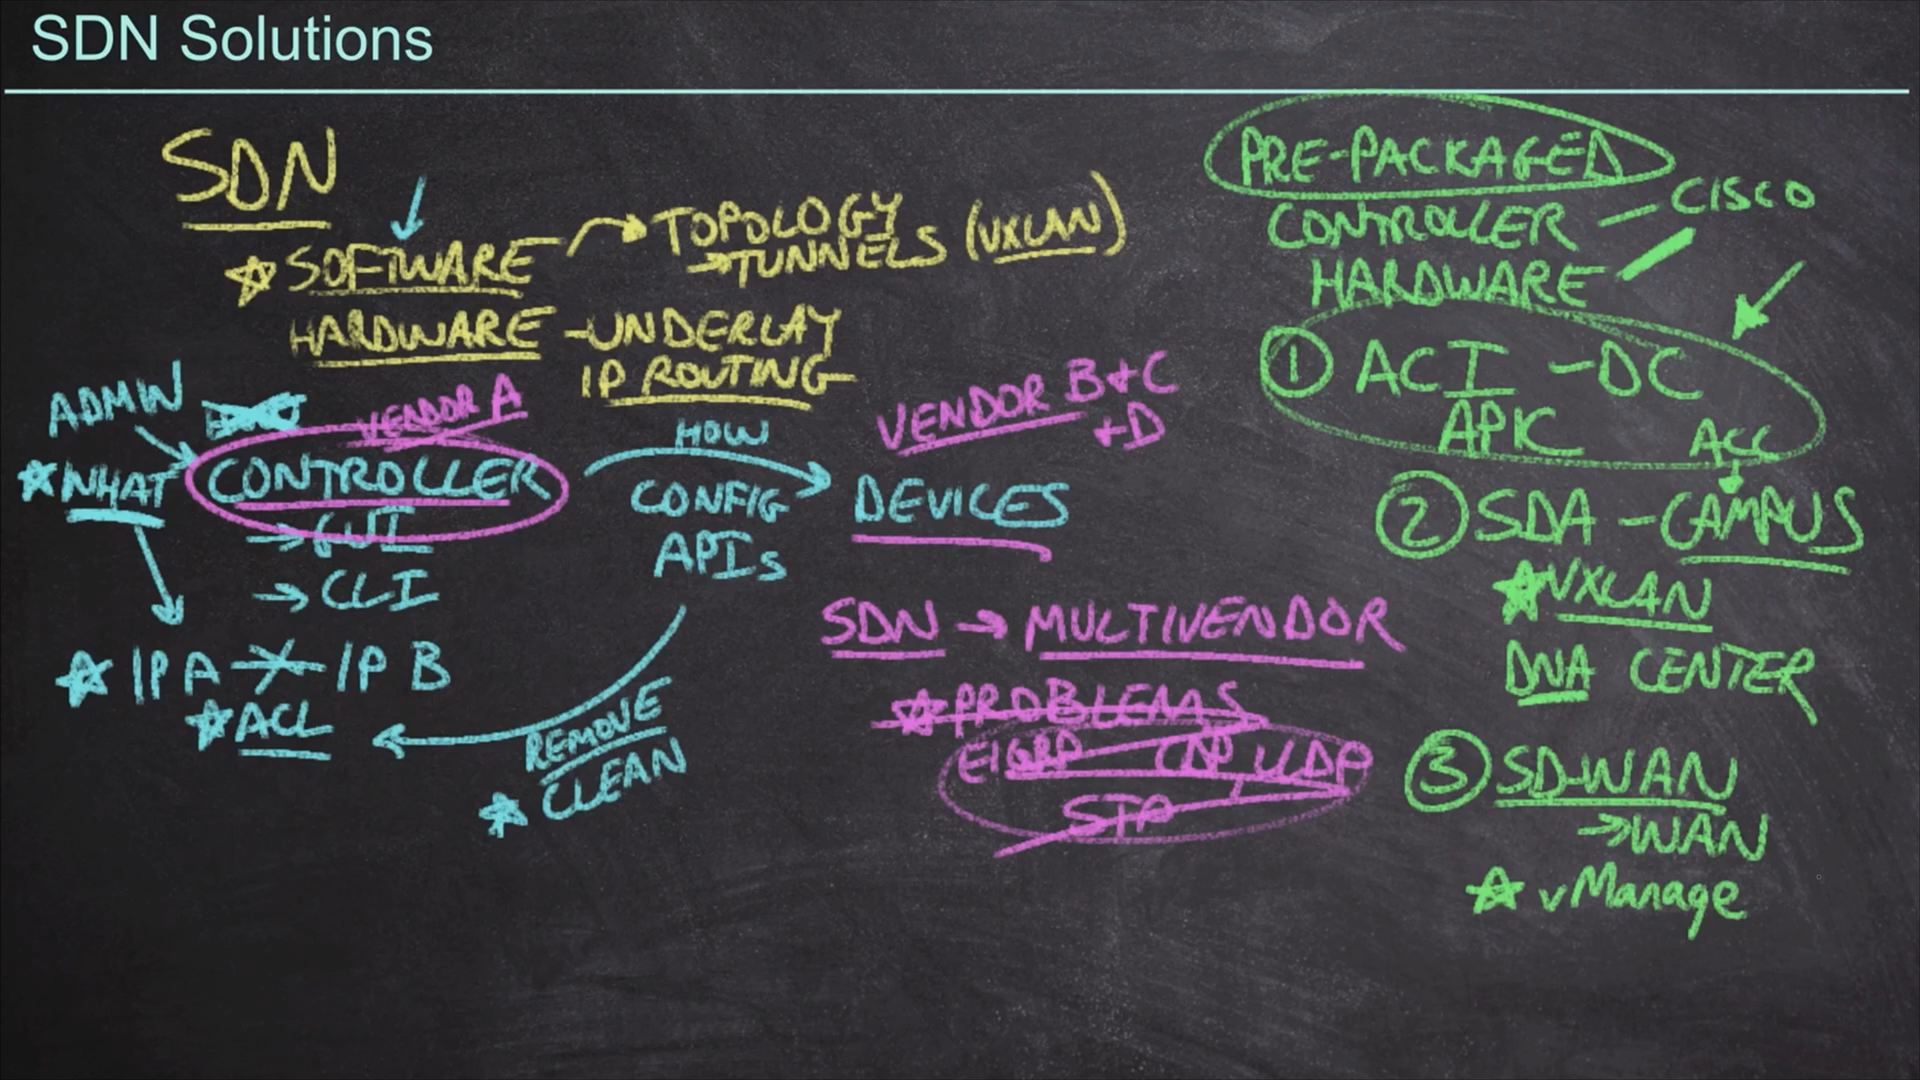 SDN Solutions
SDN
SOFTWARE
TOPOLOGY
→TUNNELS (VXLAN)
HARDWARE - UNDERLAY
IP ROUTING
ADMIN
VENDOR A
WHAT
CONTROLLER
→ GUI
→ CLI
HOW
CONFIG
APIs
VENDOR B+C
+D
DEVICES
IP A IP B
ACL
REMOVE
CLEAN
SDN → MULTIVENDOR
PROBLEMS
EIGRP CDP LLDP
STP
PRE-PACKAGED
CONTROLLER - CISCO
HARDWARE
① ACI - DC
APIC
② SDA - CAMPUS
VXLAN
DNA CENTER
③ SD-WAN
→WAN
vManage